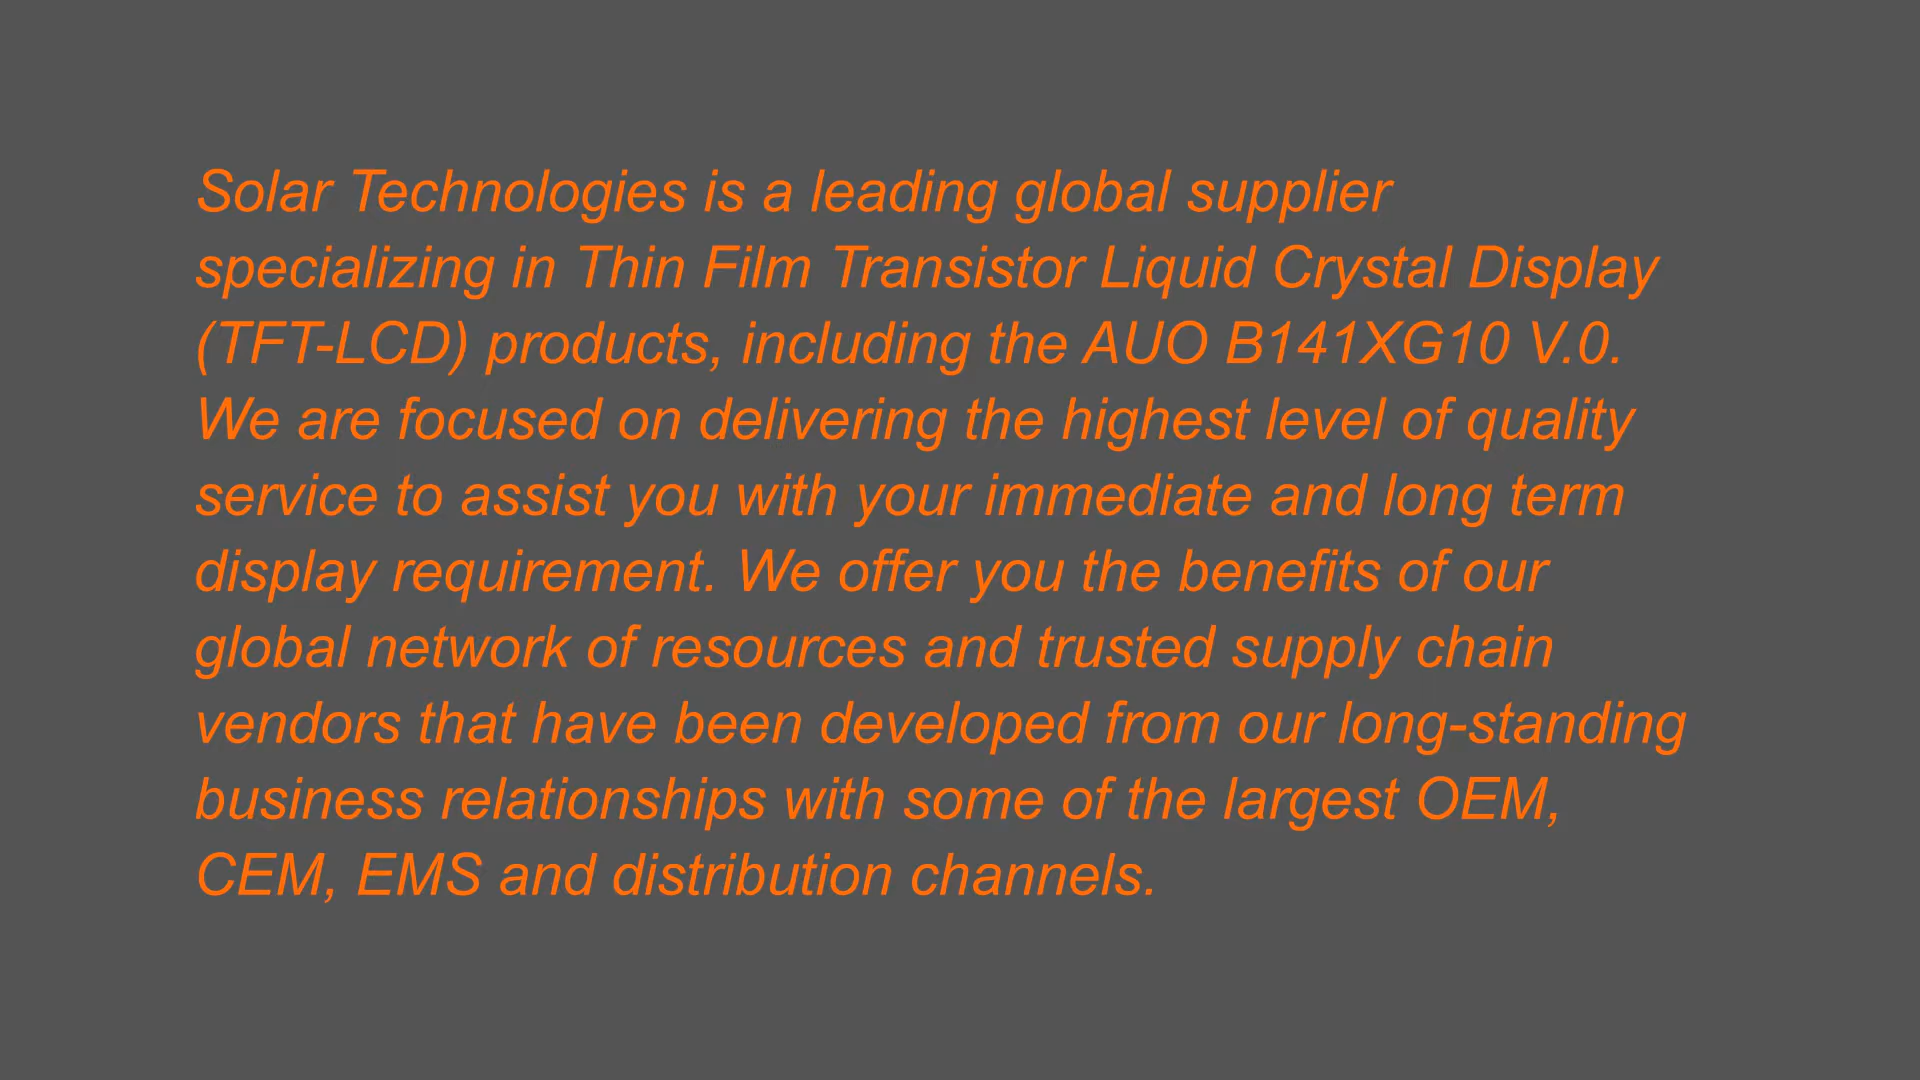 Solar Technologies is a leading global supplier
specializing in Thin Film Transistor Liquid Crystal Display
(TFT-LCD) products, including the AUO B141XG10 V.0.
We are focused on delivering the highest level of quality
service to assist you with your immediate and long term
display requirement. We offer you the benefits of our
global network of resources and trusted supply chain
vendors that have been developed from our long-standing
business relationships with some of the largest OEM,
CEM, EMS and distribution channels.